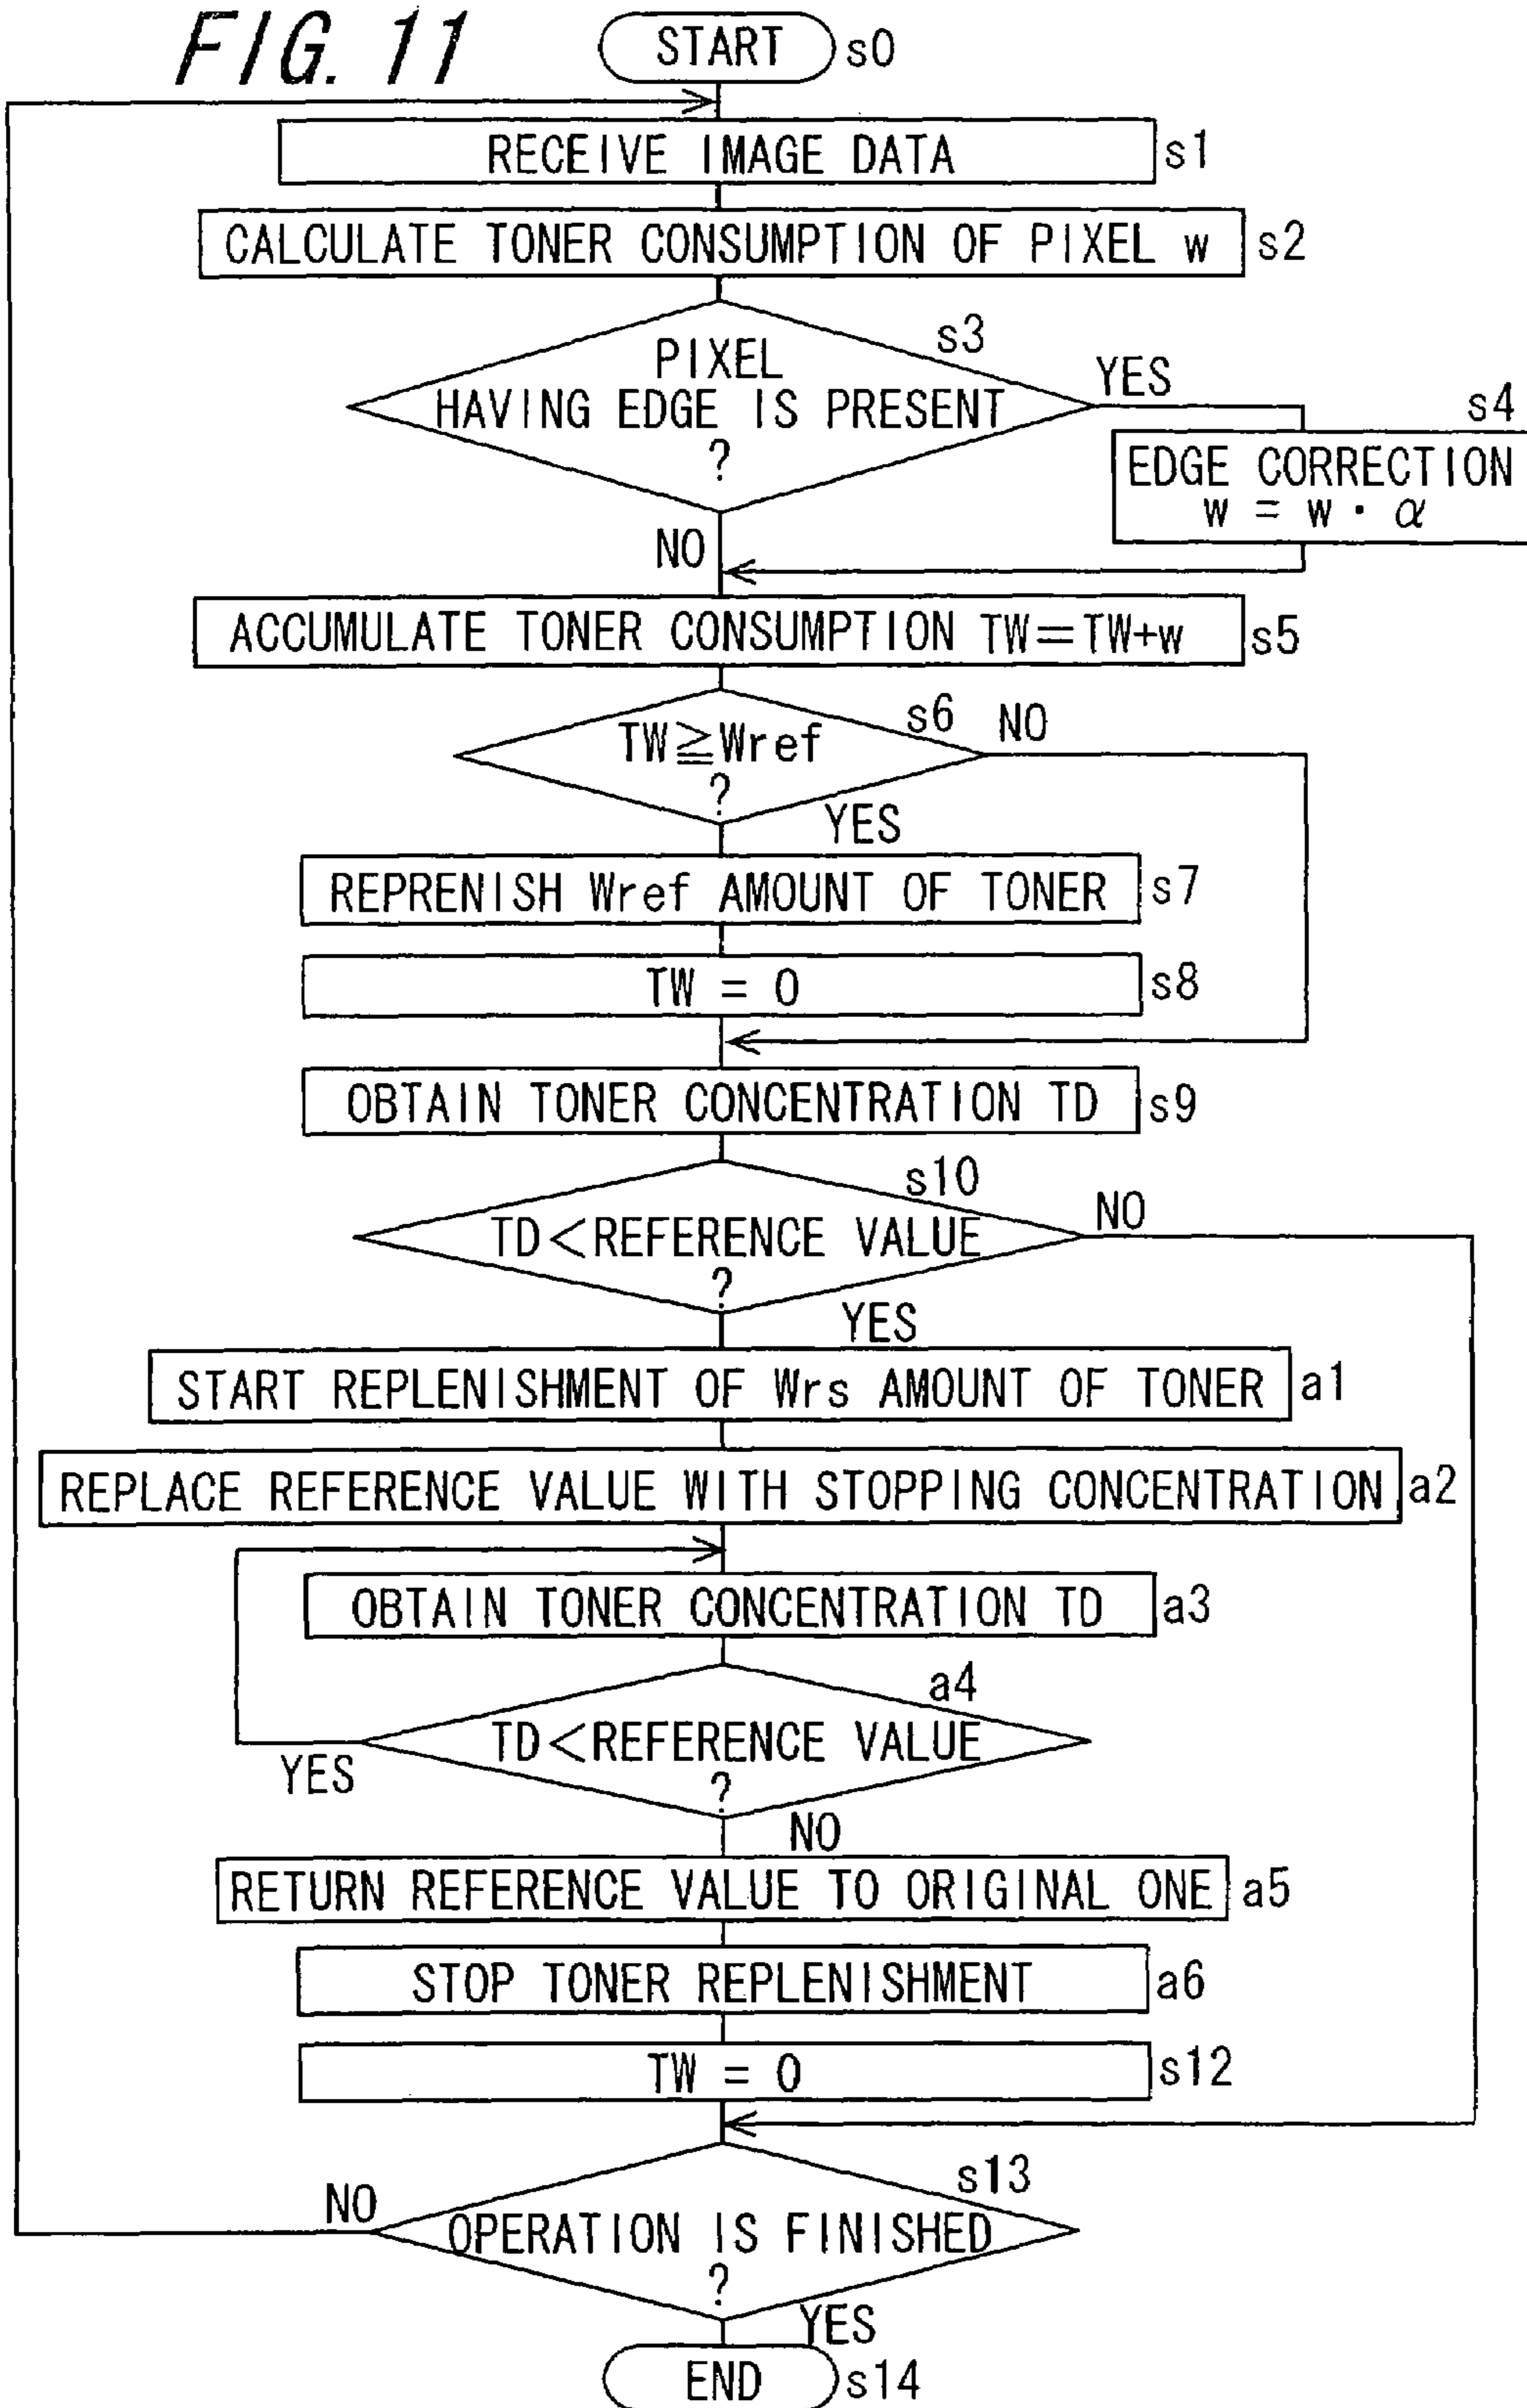 FIG. 11
START s0
RECEIVE IMAGE DATA s1
CALCULATE TONER CONSUMPTION OF PIXEL w s2
s3
PIXEL
HAVING EDGE IS PRESENT
?
YES
s4
EDGE CORRECTION
w = w · α
NO
ACCUMULATE TONER CONSUMPTION TW=TW+w s5
s6
TW≧Wref
?
NO
YES
REPRENISH Wref AMOUNT OF TONER s7
TW = 0 s8
OBTAIN TONER CONCENTRATION TD s9
s10
TD<REFERENCE VALUE
?
NO
YES
START REPLENISHMENT OF Wrs AMOUNT OF TONER a1
REPLACE REFERENCE VALUE WITH STOPPING CONCENTRATION a2
OBTAIN TONER CONCENTRATION TD a3
a4
TD<REFERENCE VALUE
?
YES
NO
RETURN REFERENCE VALUE TO ORIGINAL ONE a5
STOP TONER REPLENISHMENT a6
TW = 0 s12
s13
NO
OPERATION IS FINISHED
?
YES
END s14